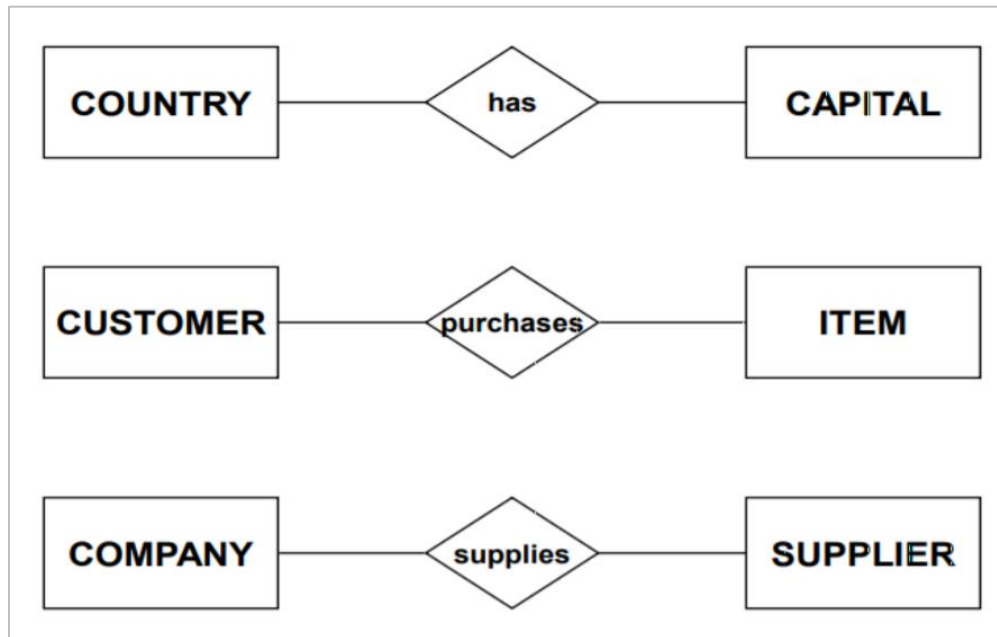 COUNTRY has CAPITAL
CUSTOMER purchases ITEM
COMPANY supplies SUPPLIER